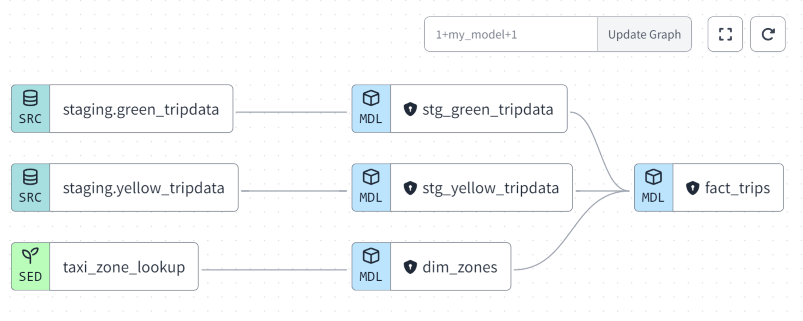 1+my_model+1 Update Graph
SRC staging.green_tripdata MDL stg_green_tripdata
SRC staging.yellow_tripdata MDL stg_yellow_tripdata MDL fact_trips
SED taxi_zone_lookup MDL dim_zones